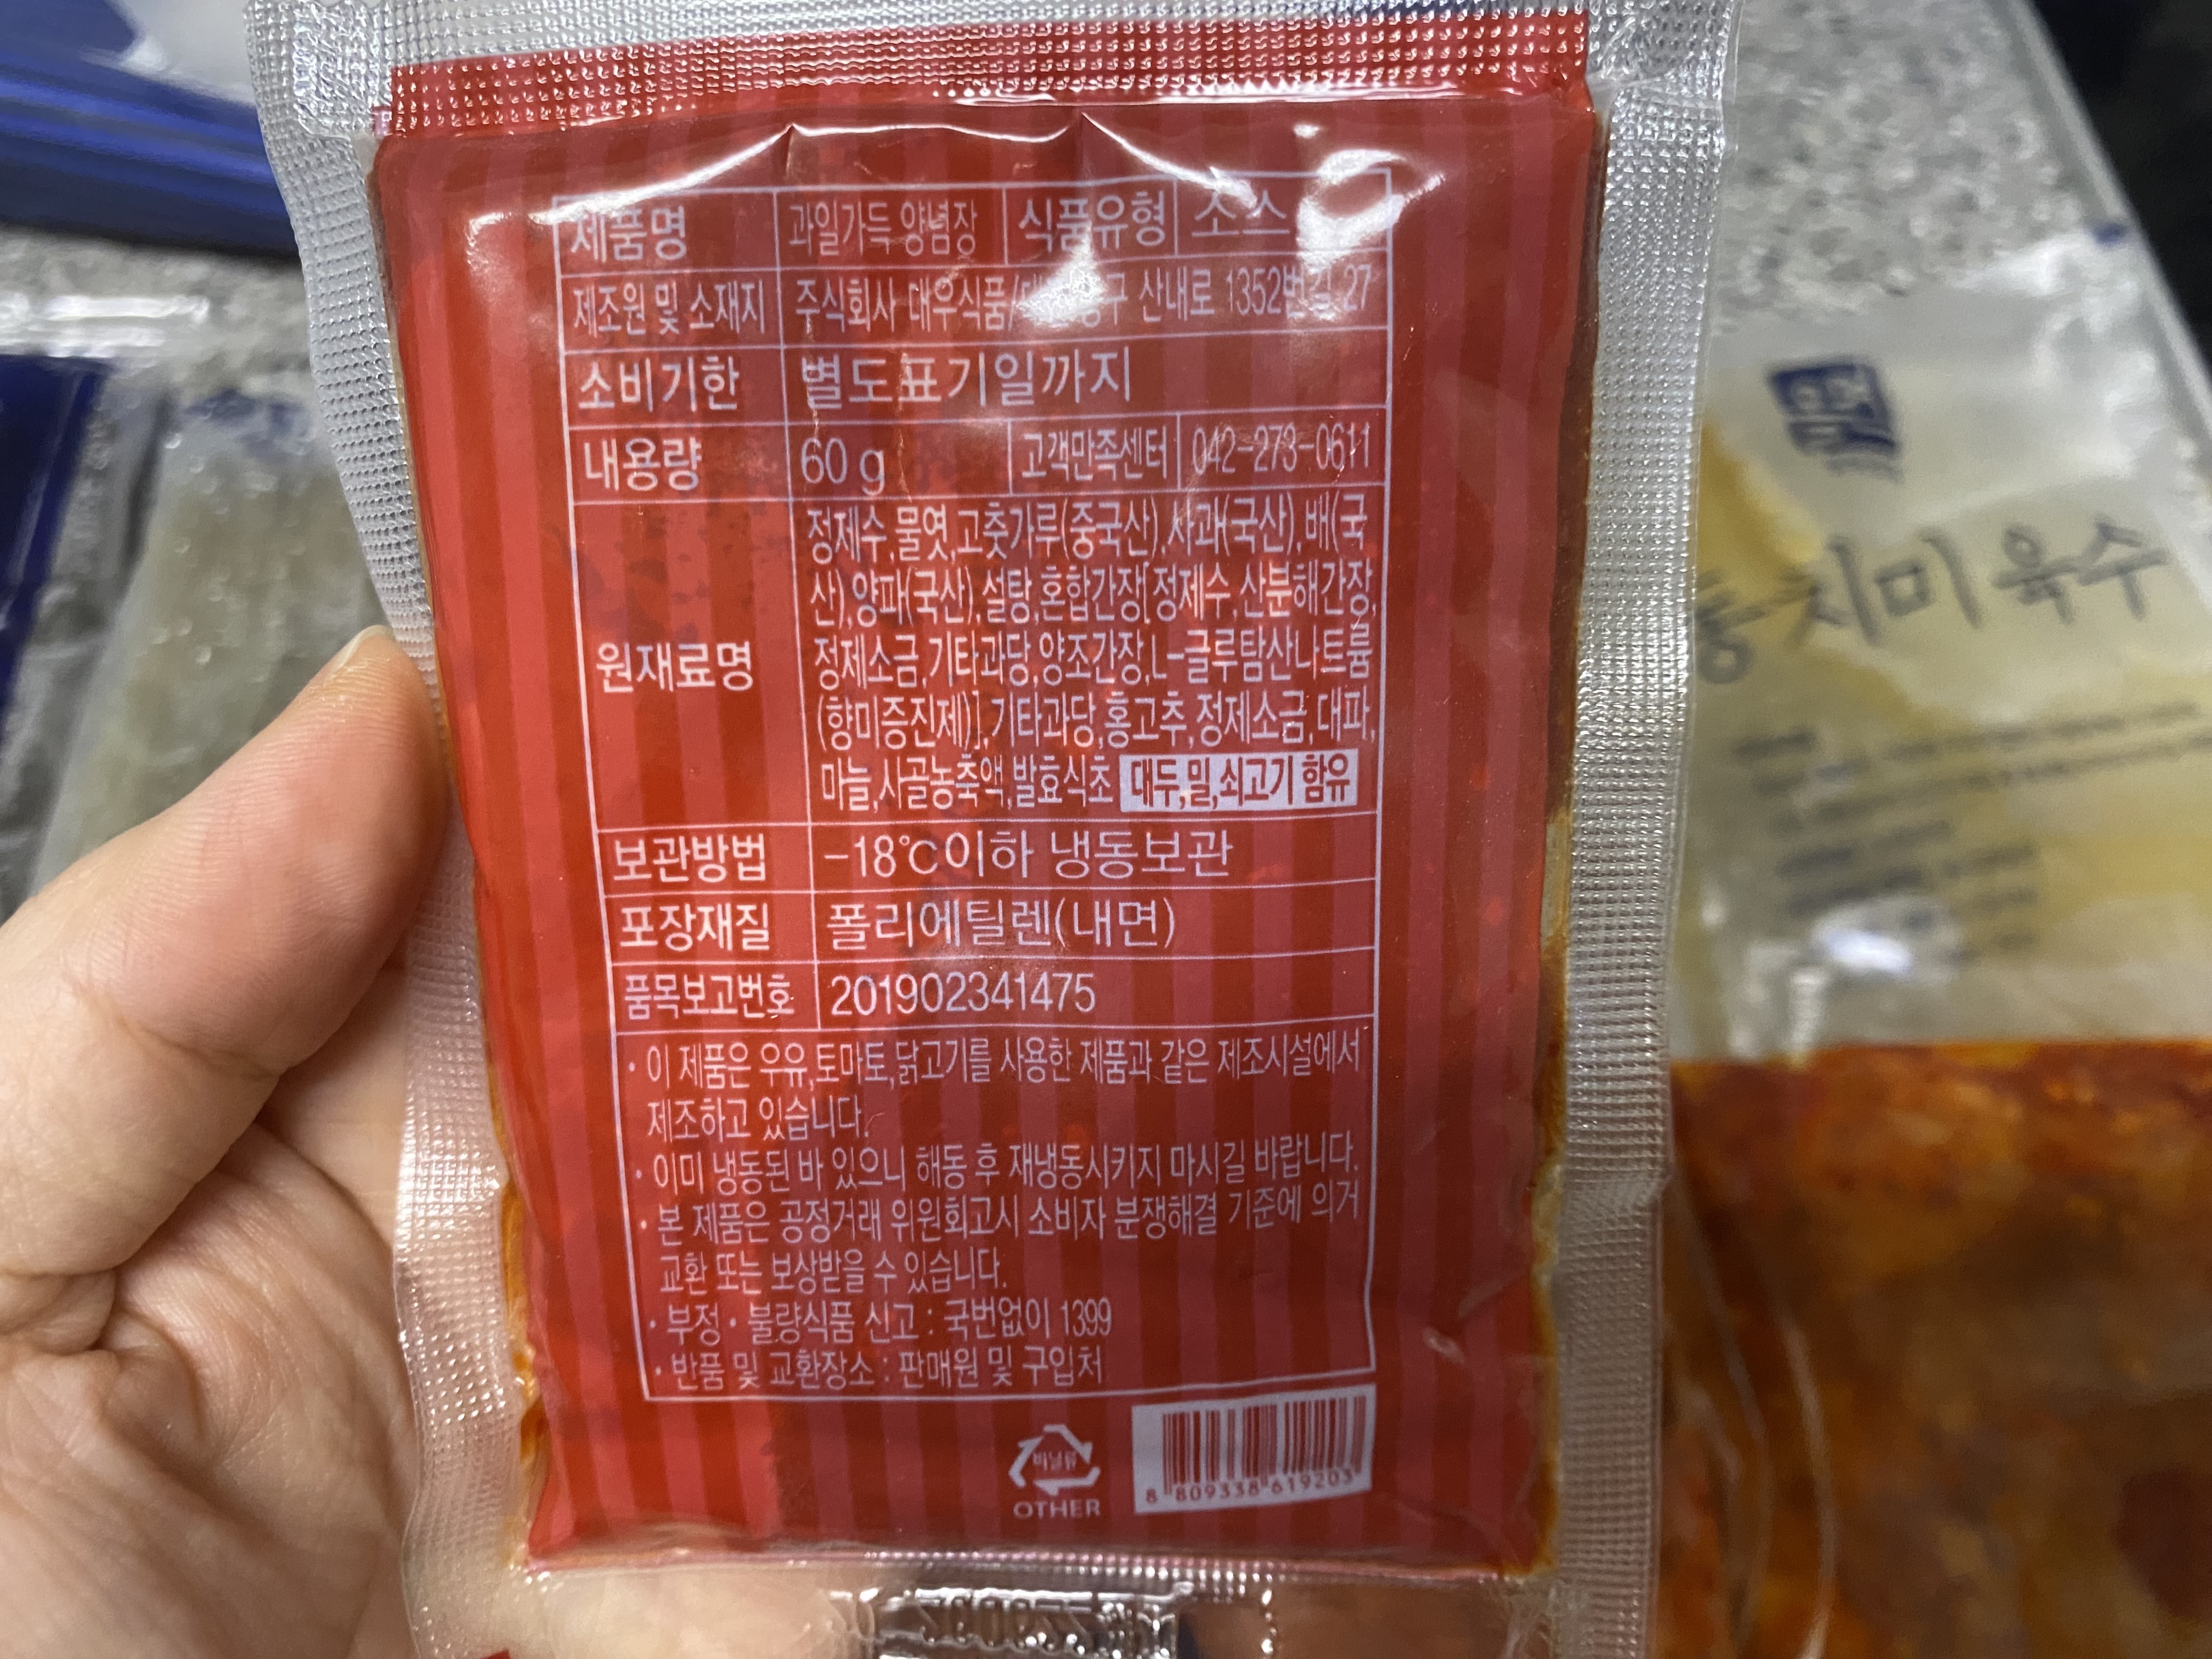 제품명 과일가득 양념장 식품유형 소스
제조원 및 소재지 주식회사 대우식품/ 산내로 1352번길 27
소비기한 별도표기일까지
내용량 60 g 고객만족센터 042-273-0611
원재료명
정제수,물엿,고춧가루(중국산),사과(국산),배(국
산),양파(국산),설탕,혼합간장[정제수,산분해간장,
정제소금,기타과당,양조간장,L-글루탐산나트륨
(향미증진제)],기타과당,홍고추,정제소금,대파,
마늘,사골농축액,발효식초 대두,밀,쇠고기 함유
보관방법 -18℃이하 냉동보관
포장재질 폴리에틸렌(내면)
품목보고번호 201902341475
· 이 제품은 우유,토마토,닭고기를 사용한 제품과 같은 제조시설에서
제조하고 있습니다.
· 이미 냉동된 바 있으니 해동 후 재냉동시키지 마시길 바랍니다.
· 본 제품은 공정거래 위원회고시 소비자 분쟁해결 기준에 의거
교환 또는 보상받을 수 있습니다.
· 부정 · 불량식품 신고 : 국번없이 1399
· 반품 및 교환장소 : 판매원 및 구입처
비닐류
OTHER
8 809338 619203
동치미 육수